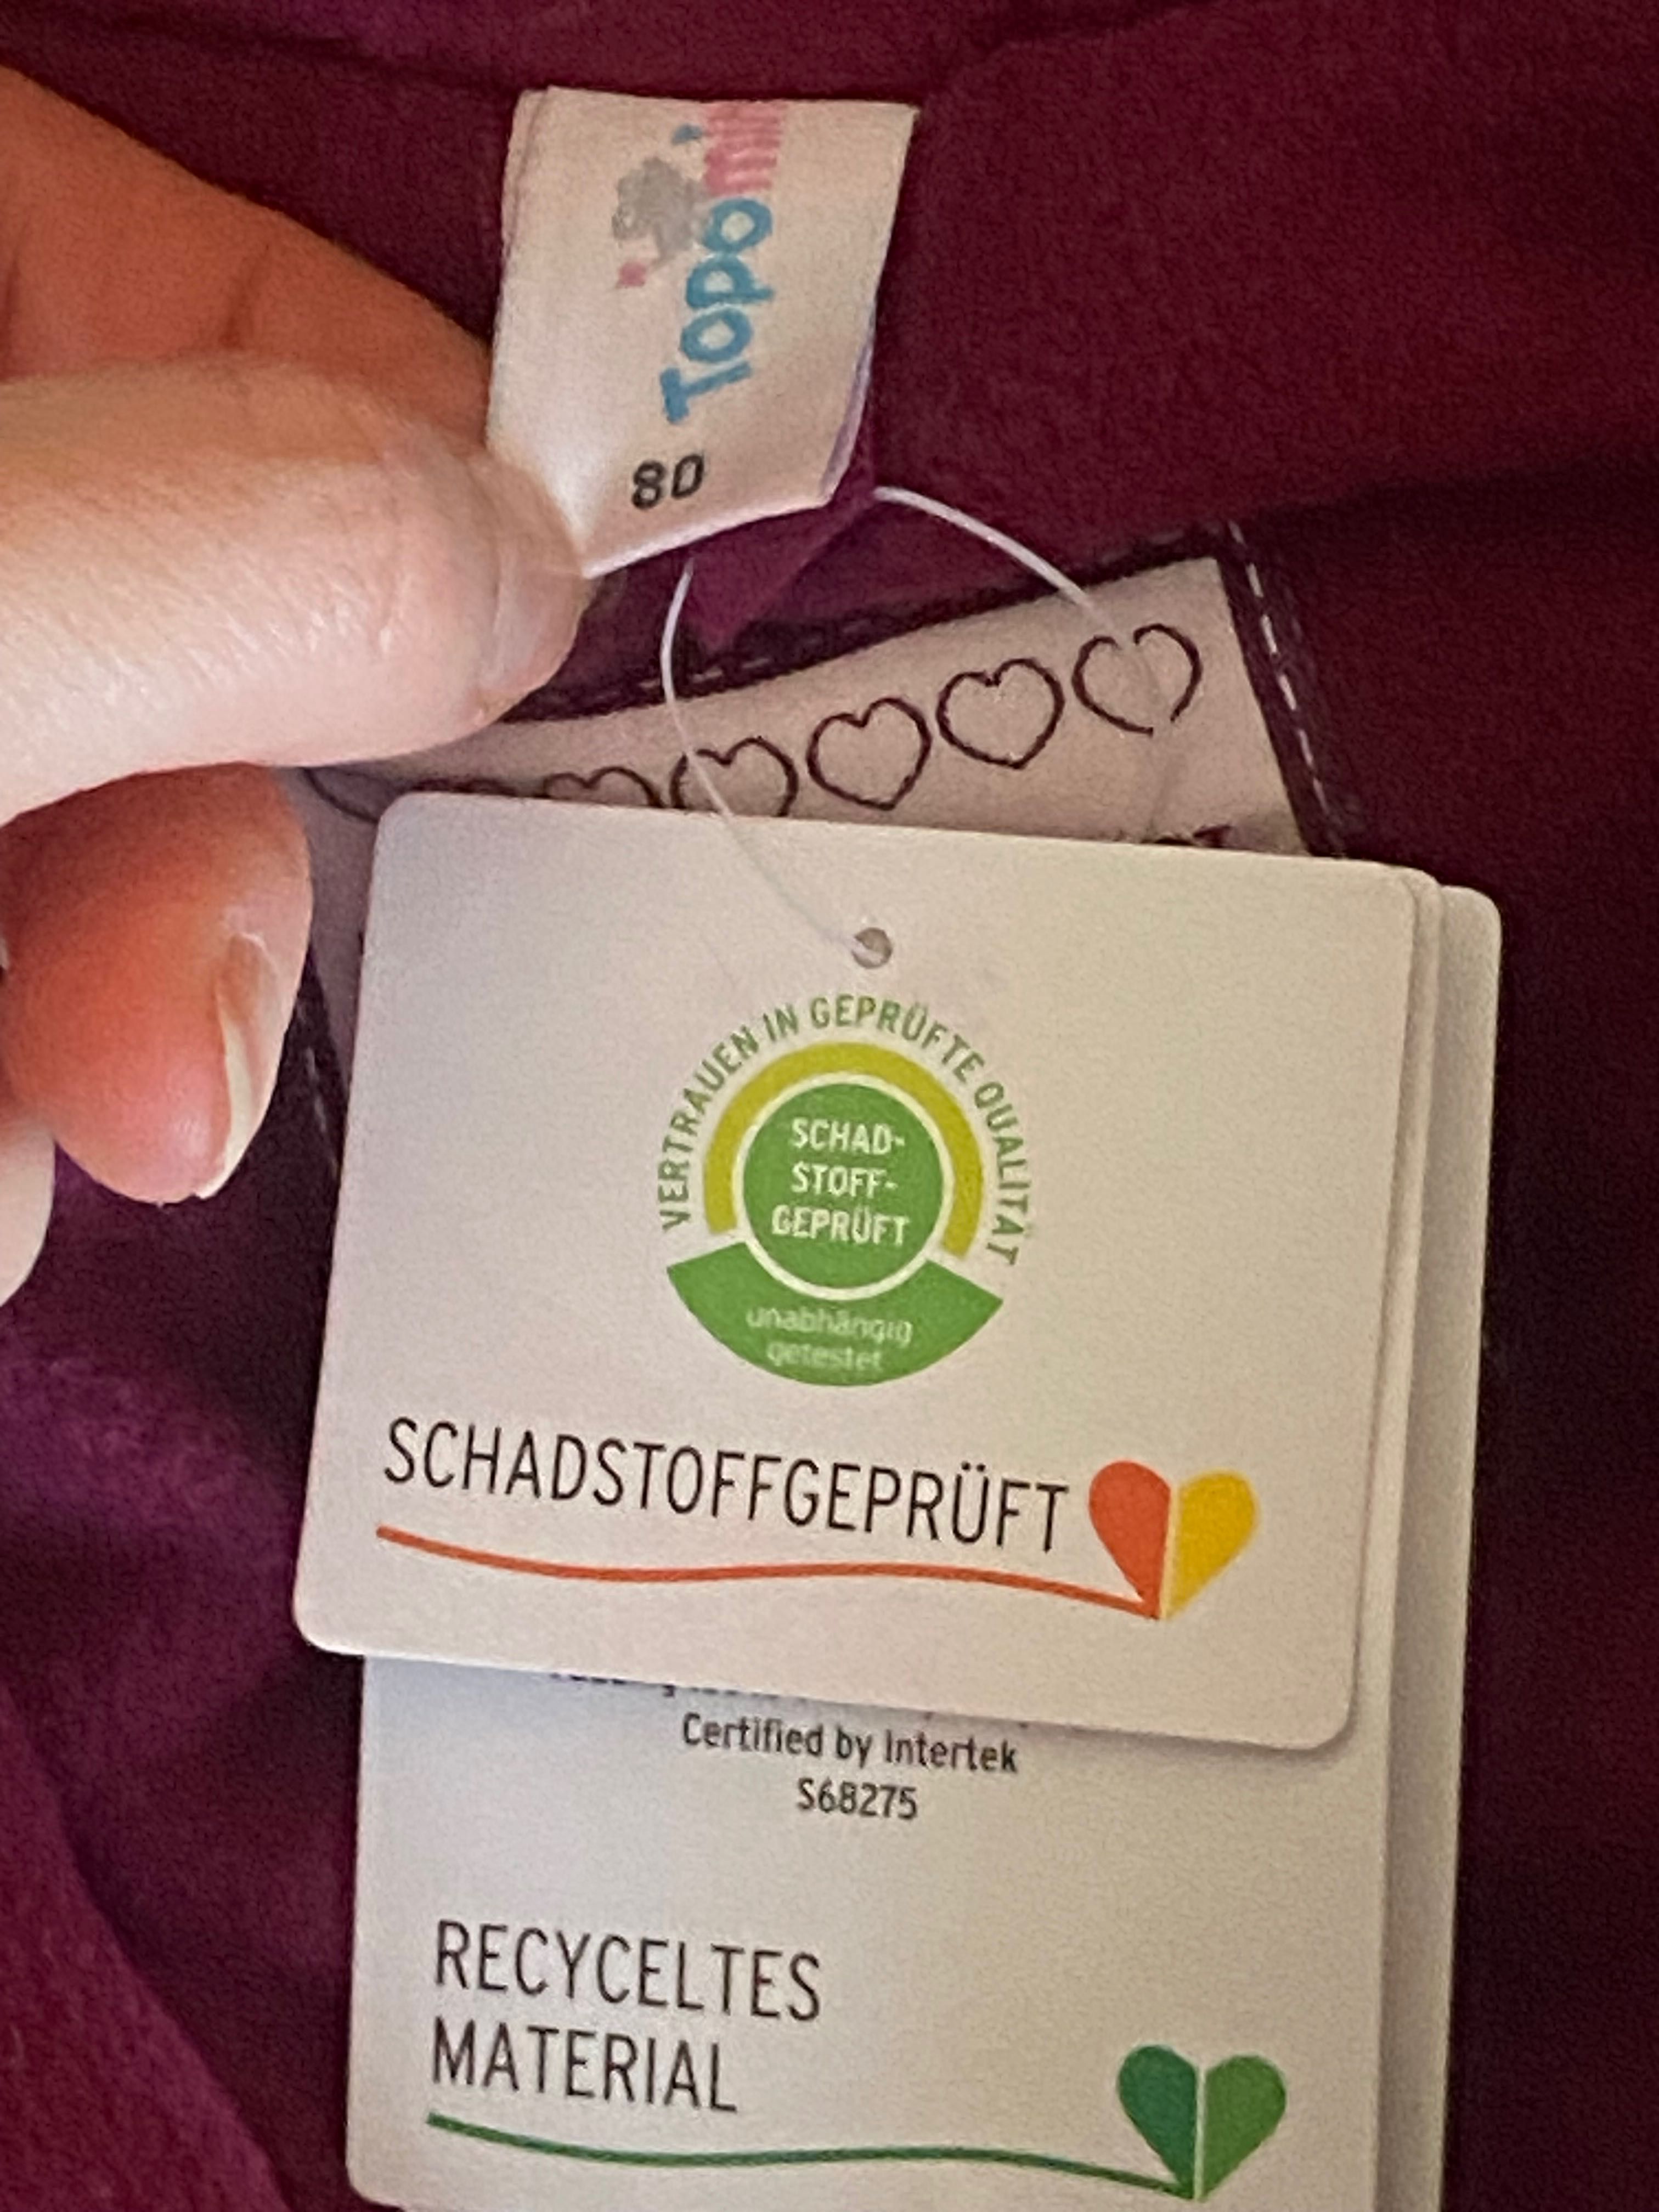 Topomini
80
VERTRAUEN IN GEPRÜFTE QUALITÄT
SCHAD-
STOFF-
GEPRÜFT
unabhängig
getestet
SCHADSTOFFGEPRÜFT
Certified by Intertek
S68275
RECYCELTES
MATERIAL